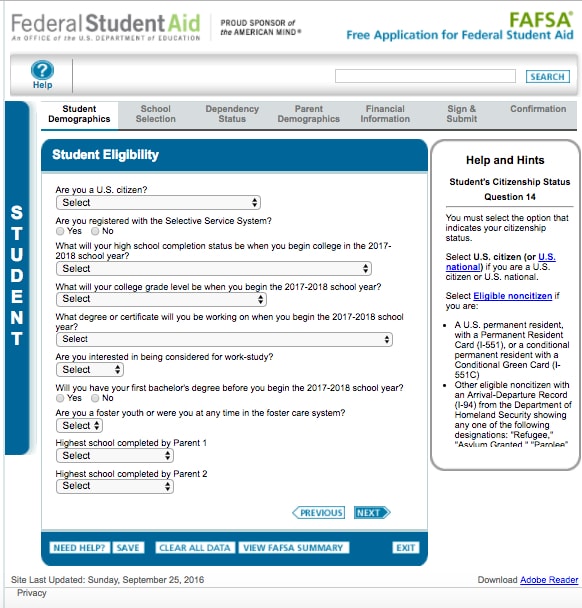 Federal Student Aid
An OFFICE of the U.S. DEPARTMENT of EDUCATION
PROUD SPONSOR of
the AMERICAN MIND®
FAFSA®
Free Application for Federal Student Aid
?
Help
SEARCH
Student Demographics
School Selection
Dependency Status
Parent Demographics
Financial Information
Sign & Submit
Confirmation
STUDENT
Student Eligibility
Are you a U.S. citizen?
Select
Are you registered with the Selective Service System?
Yes No
What will your high school completion status be when you begin college in the 2017-
2018 school year?
Select
What will your college grade level be when you begin the 2017-2018 school year?
Select
What degree or certificate will you be working on when you begin the 2017-2018 school
year?
Select
Are you interested in being considered for work-study?
Select
Will you have your first bachelor's degree before you begin the 2017-2018 school year?
Yes No
Are you a foster youth or were you at any time in the foster care system?
Select
Highest school completed by Parent 1
Select
Highest school completed by Parent 2
Select
PREVIOUS NEXT
NEED HELP? SAVE CLEAR ALL DATA VIEW FAFSA SUMMARY EXIT
Help and Hints
Student's Citizenship Status
Question 14
You must select the option that
indicates your citizenship
status.
Select U.S. citizen (or U.S.
national) if you are a U.S.
citizen or U.S. national.
Select Eligible noncitizen if
you are:
• A U.S. permanent resident,
with a Permanent Resident
Card (I-551), or a conditional
permanent resident with a
Conditional Green Card (I-
551C)
• Other eligible noncitizen with
an Arrival-Departure Record
(I-94) from the Department of
Homeland Security showing
any one of the following
designations: "Refugee,"
"Asylum Granted," "Parolee"
Site Last Updated: Sunday, September 25, 2016
Download Adobe Reader
Privacy